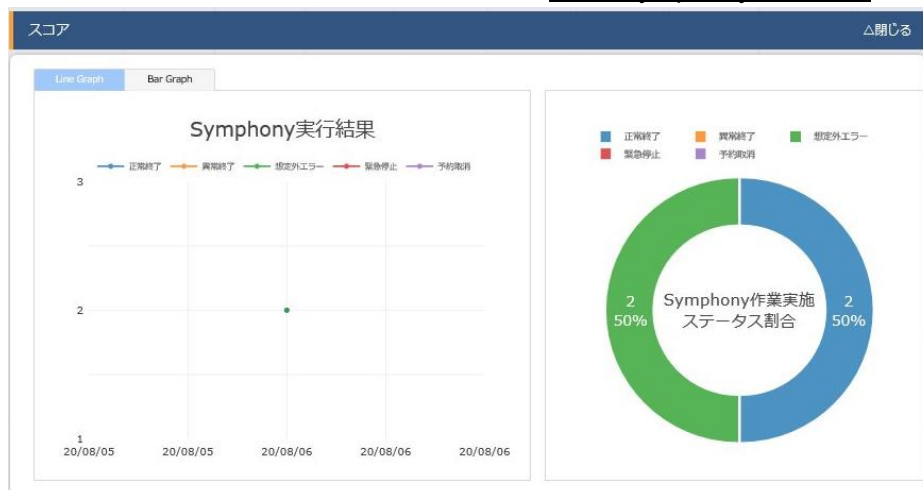 スコア
△閉じる
Line Graph
Bar Graph
Symphony実行結果
正常終了 異常終了 想定外エラー 緊急停止 予約取消
3
2
1
20/08/05 20/08/05 20/08/06 20/08/06 20/08/06
正常終了 異常終了 想定外エラー
緊急停止 予約取消
2
50%
Symphony作業実施
ステータス割合
2
50%